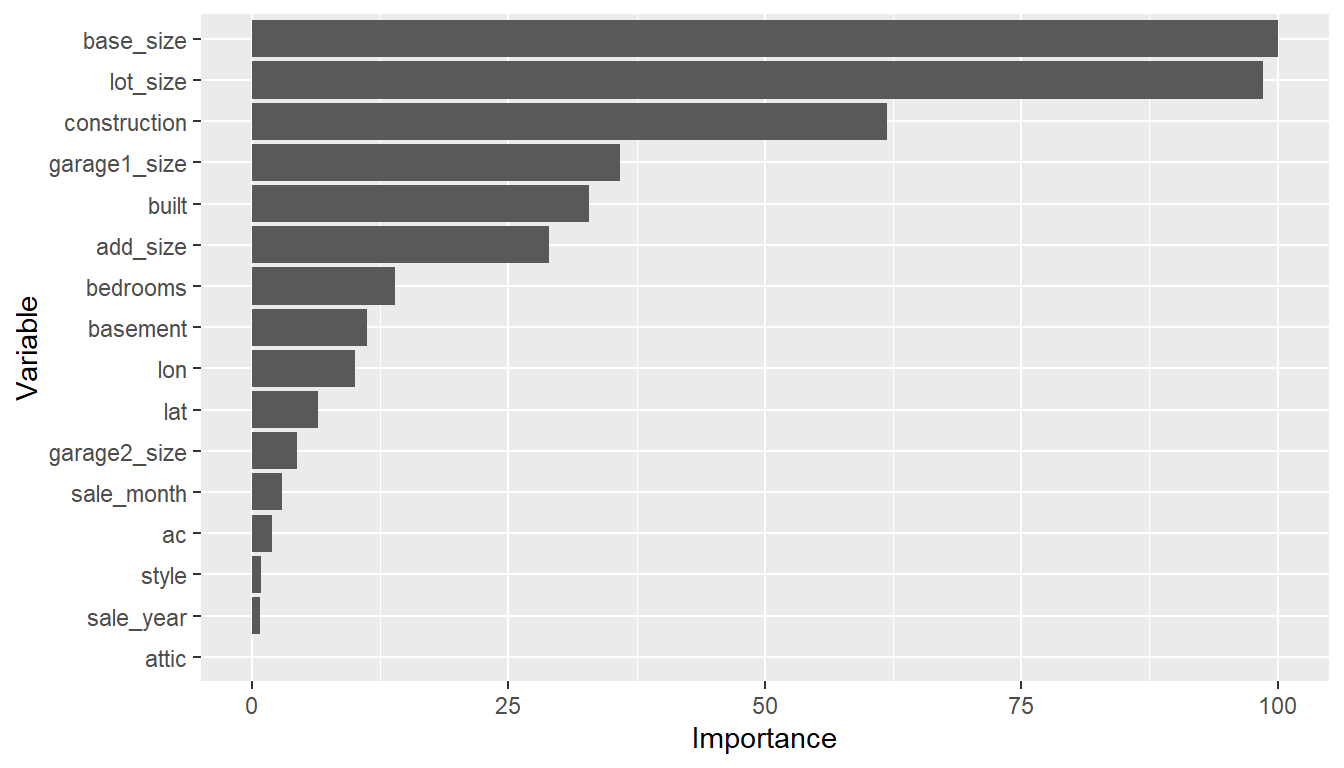 base_size
lot_size
construction
garage1_size
built
add_size
bedrooms
basement
lon
lat
garage2_size
sale_month
ac
style
sale_year
attic
Variable
0 25 50 75 100
Importance